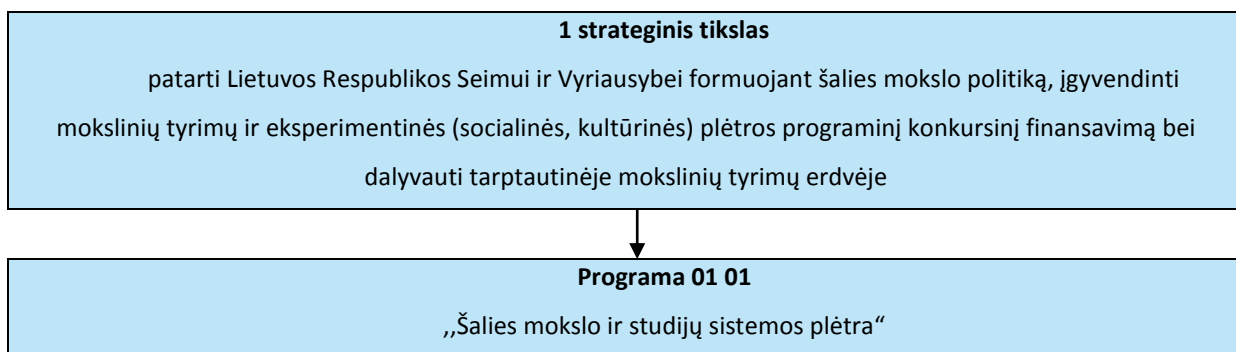 1 strateginis tikslas
patarti Lietuvos Respublikos Seimui ir Vyriausybei formuojant šalies mokslo politiką, įgyvendinti
mokslinių tyrimų ir eksperimentinės (socialinės, kultūrinės) plėtros programinį konkursinį finansavimą bei
dalyvauti tarptautinėje mokslinių tyrimų erdvėje
Programa 01 01
,,Šalies mokslo ir studijų sistemos plėtra“